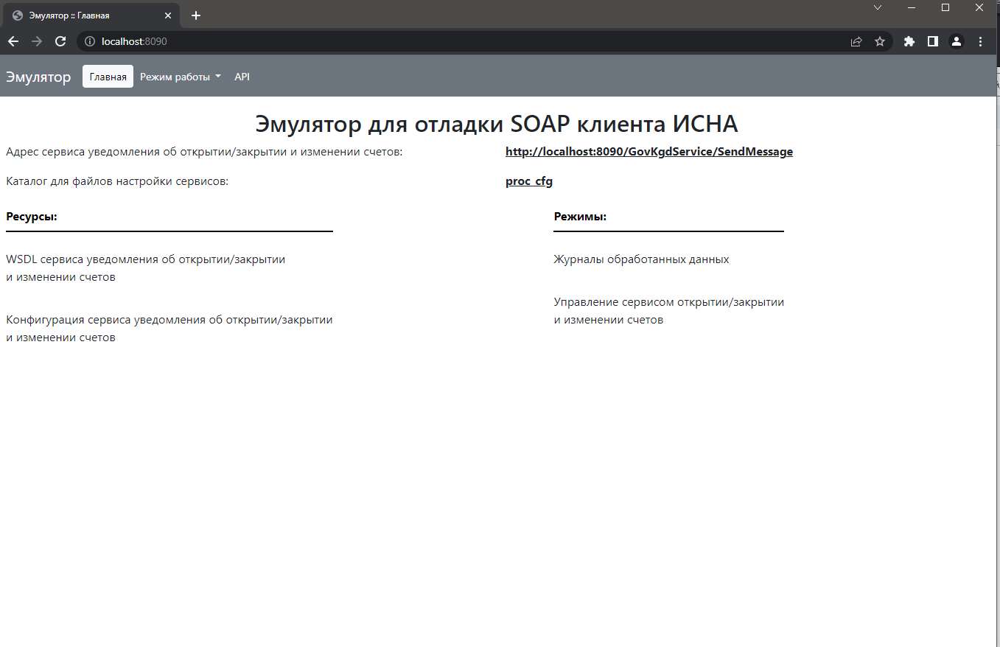 Эмулятор :: Главная
localhost:8090
Эмулятор Главная Режим работы API
Эмулятор для отладки SOAP клиента ИСНА
Адрес сервиса уведомления об открытии/закрытии и изменении счетов: http://localhost:8090/GovKgdService/SendMessage
Каталог для файлов настройки сервисов: proc_cfg
Ресурсы:
WSDL сервиса уведомления об открытии/закрытии
и изменении счетов
Конфигурация сервиса уведомления об открытии/закрытии
и изменении счетов
Режимы:
Журналы обработанных данных
Управление сервисом открытии/закрытии
и изменении счетов